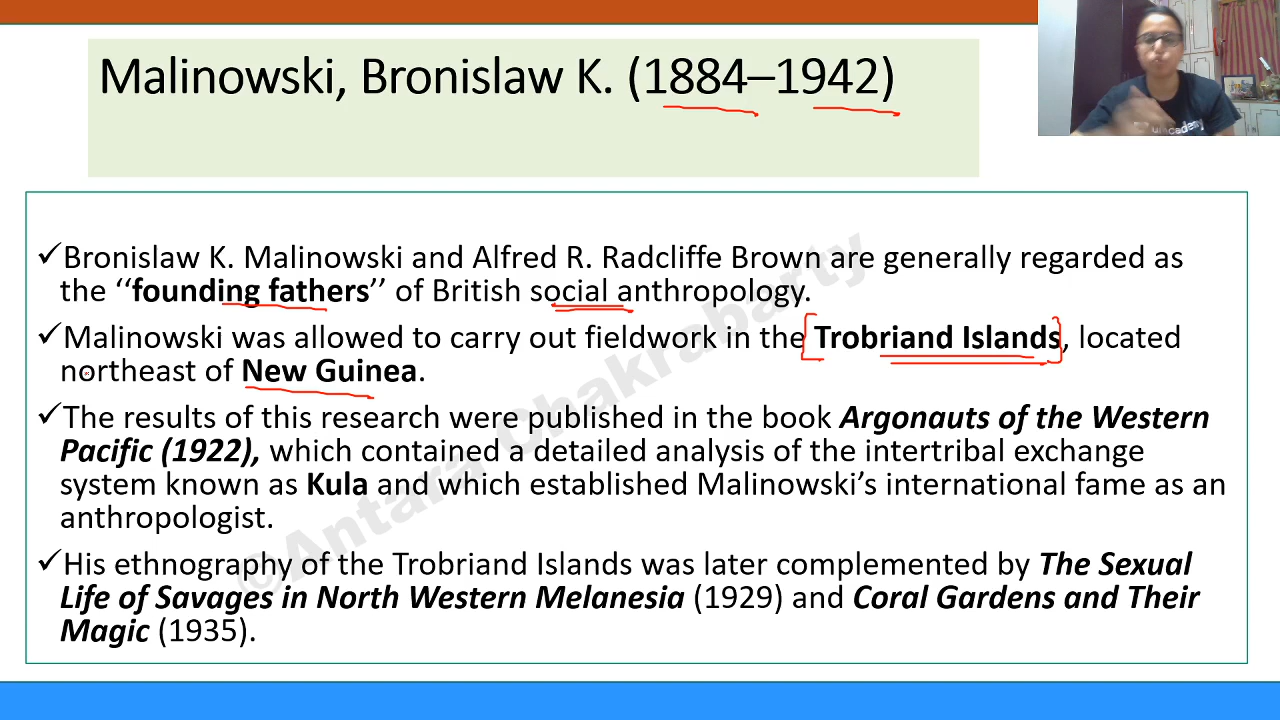 Malinowski, Bronislaw K. (1884–1942)
✓Bronislaw K. Malinowski and Alfred R. Radcliffe Brown are generally regarded as
the ‘‘founding fathers’’ of British social anthropology.
✓Malinowski was allowed to carry out fieldwork in the Trobriand Islands, located
northeast of New Guinea.
✓The results of this research were published in the book Argonauts of the Western
Pacific (1922), which contained a detailed analysis of the intertribal exchange
system known as Kula and which established Malinowski’s international fame as an
anthropologist.
✓His ethnography of the Trobriand Islands was later complemented by The Sexual
Life of Savages in North Western Melanesia (1929) and Coral Gardens and Their
Magic (1935).
©Antara Chakrabarty